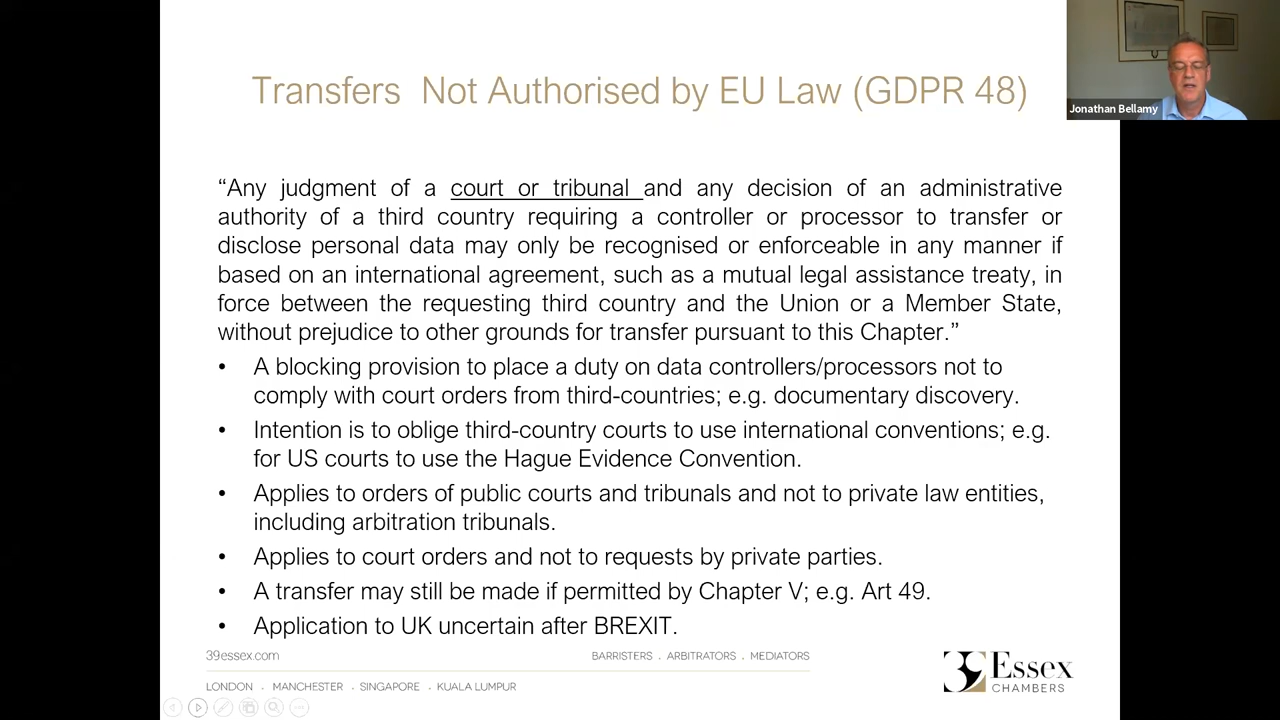 Transfers Not Authorised by EU Law (GDPR 48)
Jonathan Bellamy
“Any judgment of a court or tribunal and any decision of an administrative
authority of a third country requiring a controller or processor to transfer or
disclose personal data may only be recognised or enforceable in any manner if
based on an international agreement, such as a mutual legal assistance treaty, in
force between the requesting third country and the Union or a Member State,
without prejudice to other grounds for transfer pursuant to this Chapter.”
• A blocking provision to place a duty on data controllers/processors not to
comply with court orders from third-countries; e.g. documentary discovery.
• Intention is to oblige third-country courts to use international conventions; e.g.
for US courts to use the Hague Evidence Convention.
• Applies to orders of public courts and tribunals and not to private law entities,
including arbitration tribunals.
• Applies to court orders and not to requests by private parties.
• A transfer may still be made if permitted by Chapter V; e.g. Art 49.
• Application to UK uncertain after BREXIT.
39essex.com
BARRISTERS . ARBITRATORS . MEDIATORS
LONDON . MANCHESTER . SINGAPORE . KUALA LUMPUR
39 Essex
CHAMBERS